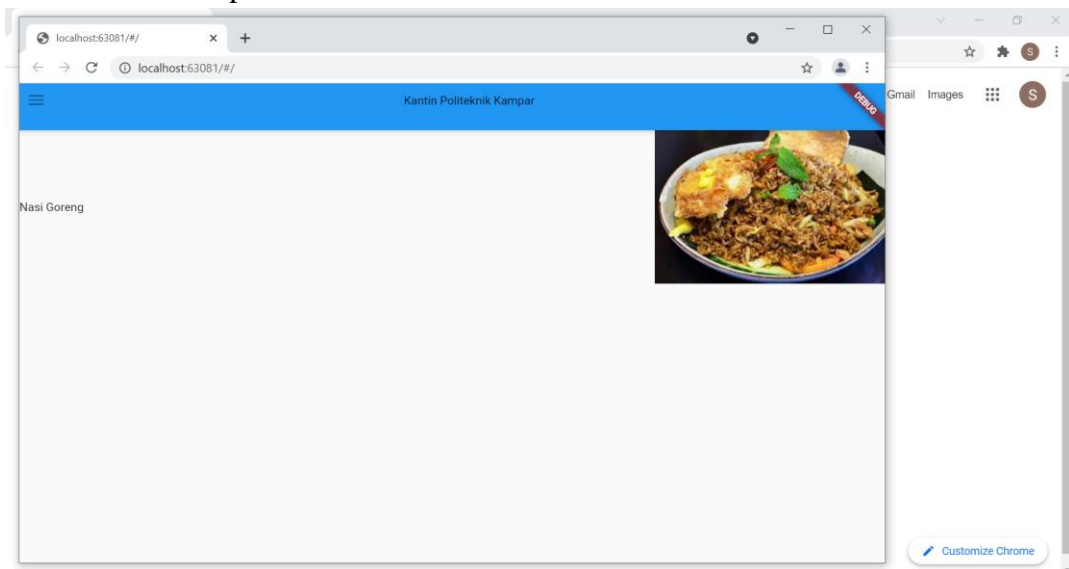 localhost:63081/#/
localhost:63081/#/
Gmail Images
S
S
Kantin Politeknik Kampar
DEBUG
Nasi Goreng
Customize Chrome